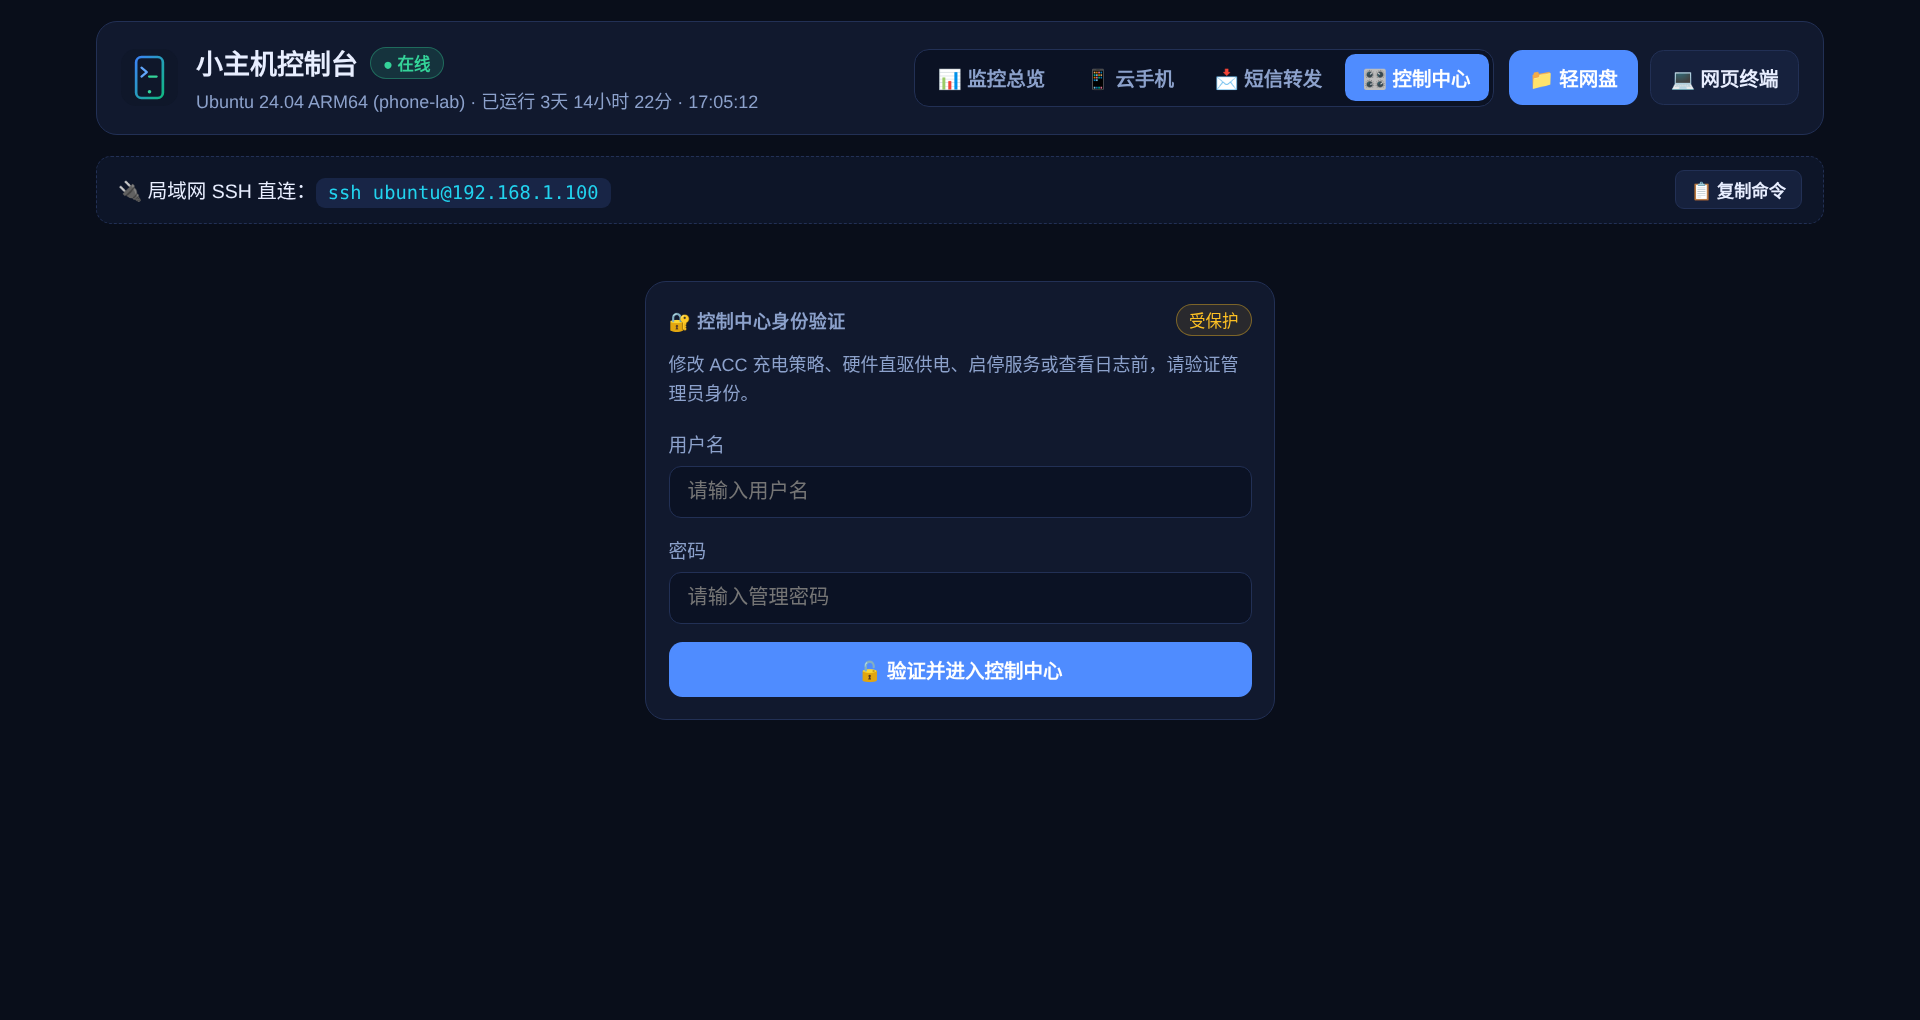 小主机控制台
● 在线
Ubuntu 24.04 ARM64 (phone-lab) · 已运行 3天 14小时 22分 · 17:05:12
📊 监控总览
📱 云手机
📩 短信转发
🎛️ 控制中心
📁 轻网盘
💻 网页终端
🔌 局域网 SSH 直连：
ssh ubuntu@192.168.1.100
📋 复制命令
🔐 控制中心身份验证
受保护
修改 ACC 充电策略、硬件直驱供电、启停服务或查看日志前，请验证管
理员身份。
用户名
请输入用户名
密码
请输入管理密码
🔓 验证并进入控制中心